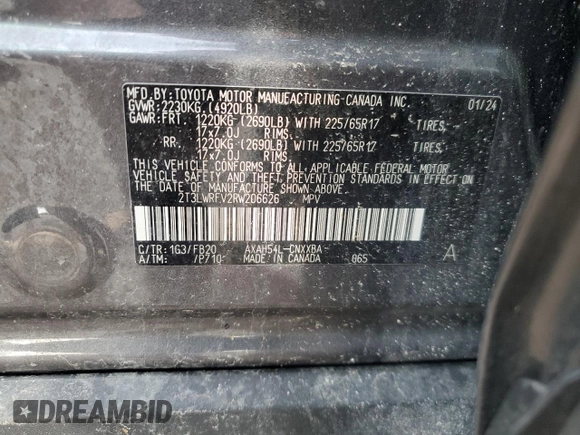 MFD. BY: TOYOTA MOTOR MANUFACTURING CANADA INC. 01/24
GVWR: 2230KG (4920LB)
GAWR: FRT. 1220KG (2690LB) WITH 225/65R17 TIRES,
17x7.0J RIMS.
RR. 1220KG (2690LB) WITH 225/65R17 TIRES,
17x7.0J RIMS.
THIS VEHICLE CONFORMS TO ALL APPLICABLE FEDERAL MOTOR
VEHICLE SAFETY AND THEFT PREVENTION STANDARDS IN EFFECT
ON THE DATE OF MANUFACTURE SHOWN ABOVE.
2T3LWRFV2RW206626 MPV
C/TR: 1G3/FB20 AXAH54L-CNXXBA A
A/TM: /P710 MADE IN CANADA 065
DREAMBID